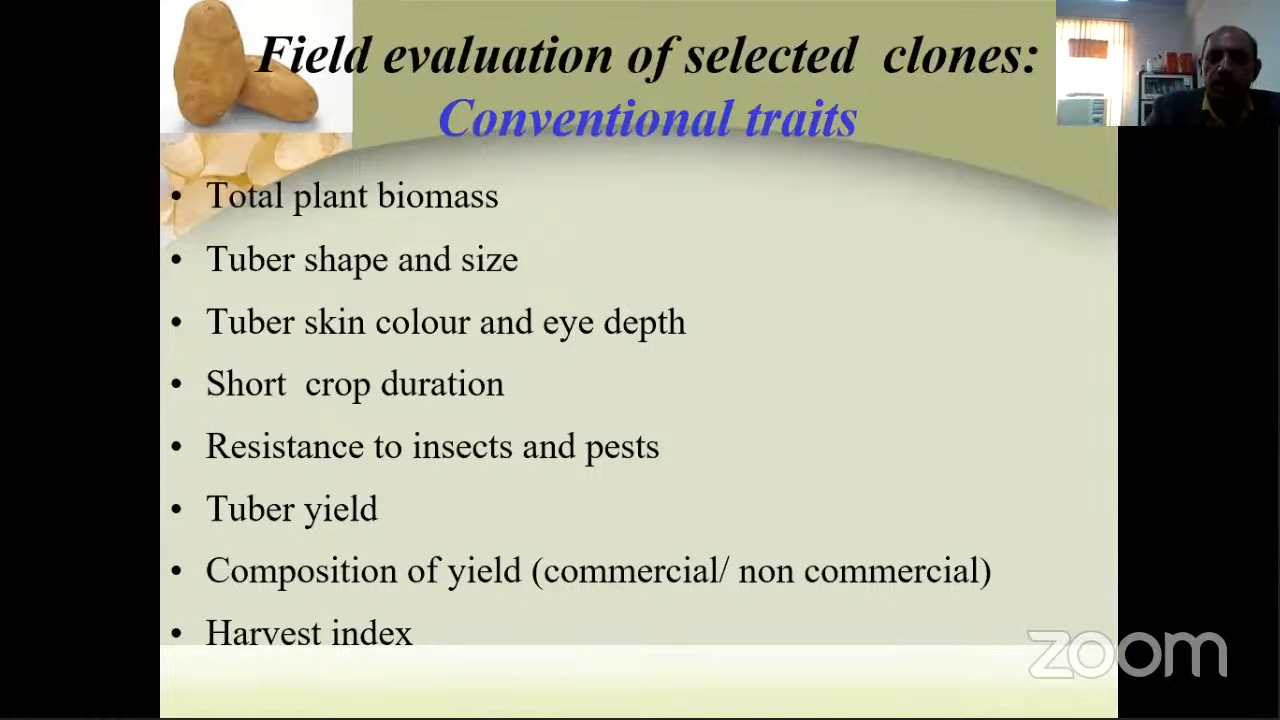 Field evaluation of selected clones:
Conventional traits
• Total plant biomass
• Tuber shape and size
• Tuber skin colour and eye depth
• Short crop duration
• Resistance to insects and pests
• Tuber yield
• Composition of yield (commercial/ non commercial)
• Harvest index
zoom